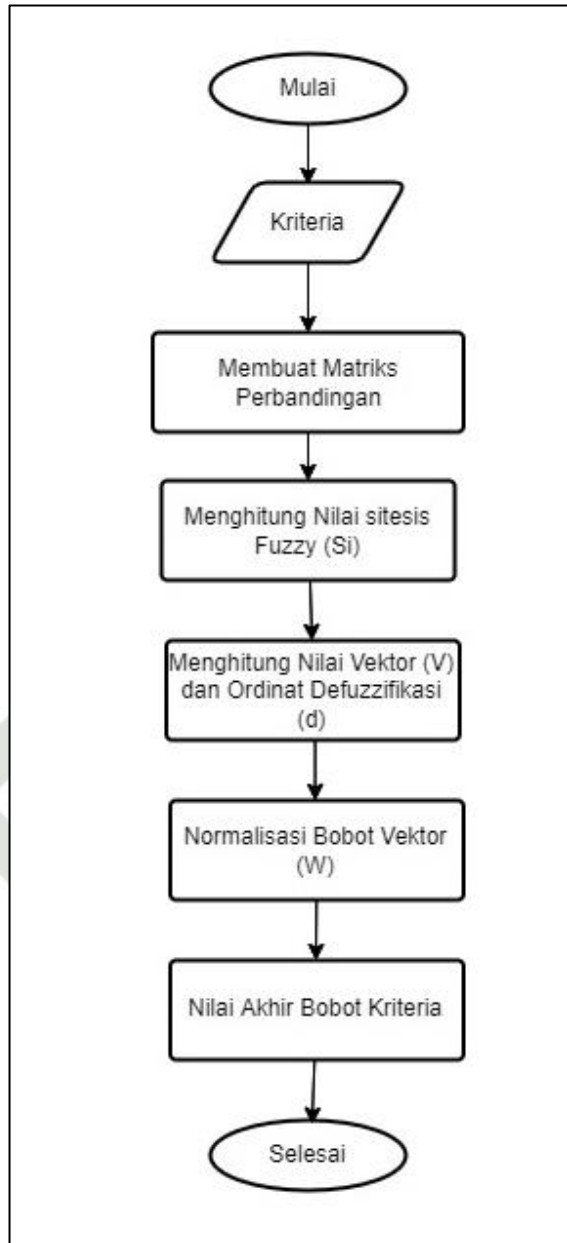 Mulai
Kriteria
Membuat Matriks
Perbandingan
Menghitung Nilai sitesis
Fuzzy (Si)
Menghitung Nilai Vektor (V)
dan Ordinat Defuzzifikasi
(d)
Normalisasi Bobot Vektor
(W)
Nilai Akhir Bobot Kriteria
Selesai